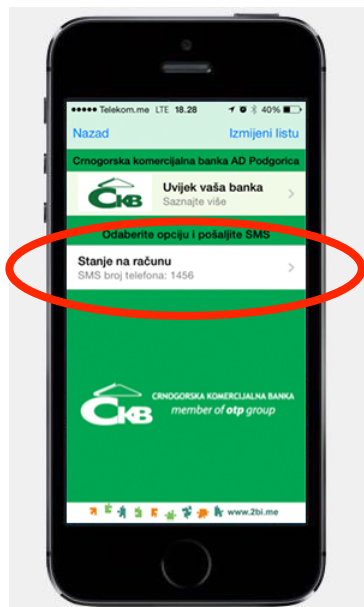 Telekom.me LTE 18.28 40%
Nazad Izmijeni listu
Crnogorska komercijalna banka AD Podgorica
ČKB
Uvijek vaša banka
Saznajte više
Odaberite opciju i pošaljite SMS
Stanje na računu
SMS broj telefona: 1456
ČKB
CRNOGORSKA KOMERCIJALNA BANKA
member of otp group
www.2bi.me